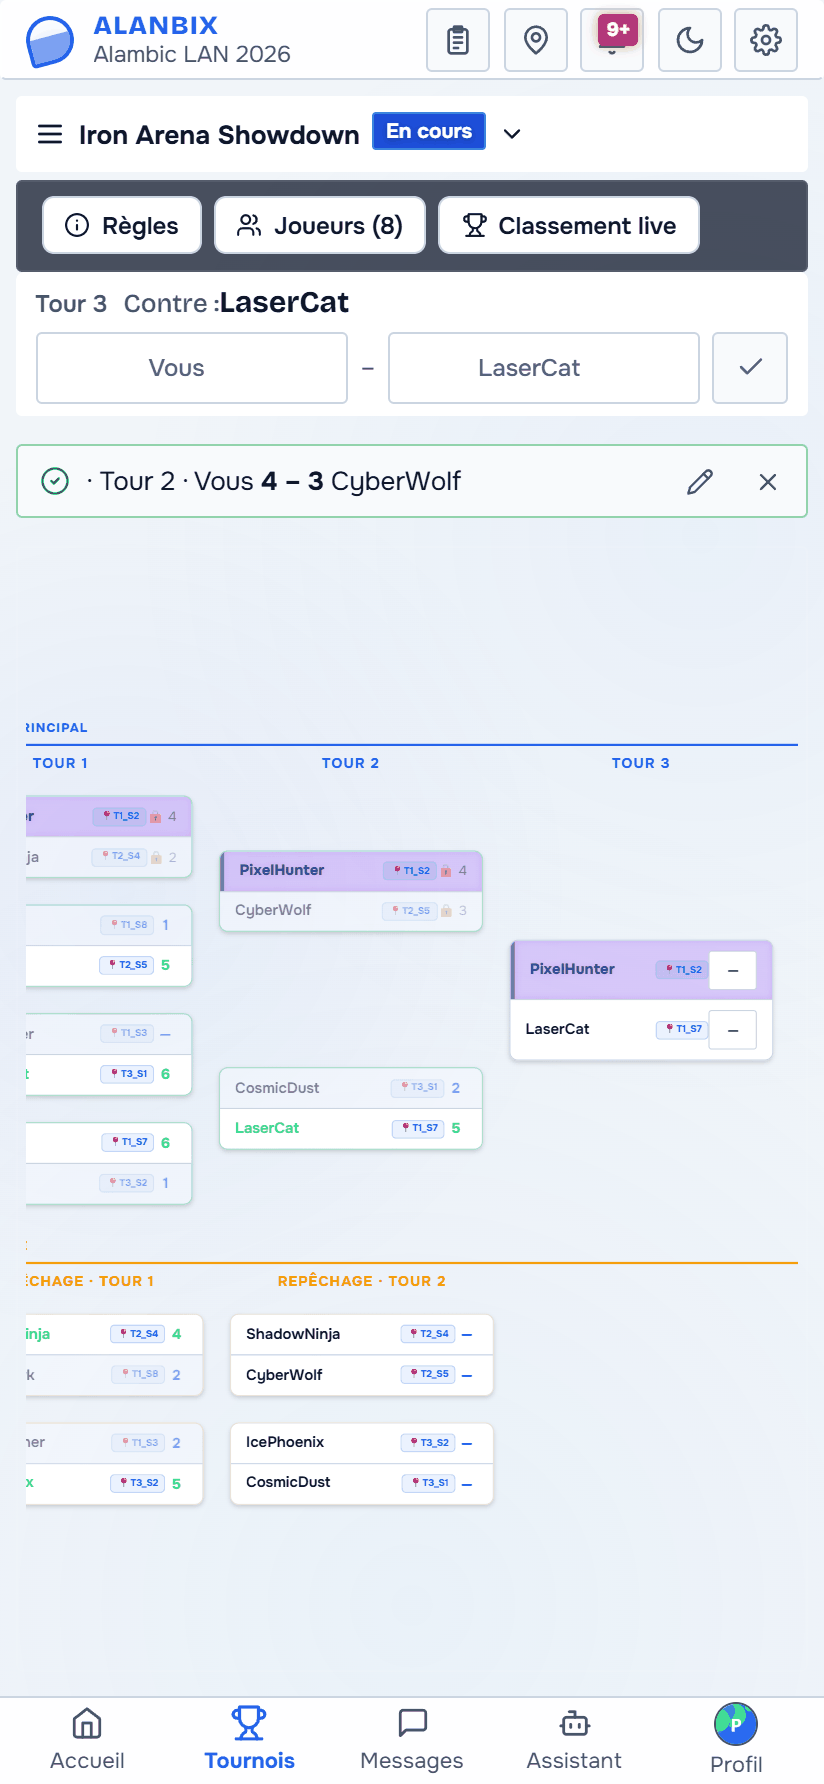 ALANBIX
Alambic LAN 2026
9+
Iron Arena Showdown En cours
Règles Joueurs (8) Classement live
Tour 3 Contre :LaserCat
Vous – LaserCat
· Tour 2 · Vous 4 – 3 CyberWolf
RINCIPAL
TOUR 1 TOUR 2 TOUR 3
er T1_S2 4
ja T2_S4 2
T1_S8 1
T2_S5 5
er T1_S3 –
t T3_S1 6
T1_S7 6
T3_S2 1
PixelHunter T1_S2 4
CyberWolf T2_S5 3
CosmicDust T3_S1 2
LaserCat T1_S7 5
PixelHunter T1_S2 –
LaserCat T1_S7 –
ÊCHAGE · TOUR 1 REPÊCHAGE · TOUR 2
inja T2_S4 4
k T1_S8 2
ner T1_S3 2
x T3_S2 5
ShadowNinja T2_S4 –
CyberWolf T2_S5 –
IcePhoenix T3_S2 –
CosmicDust T3_S1 –
P
Accueil Tournois Messages Assistant Profil